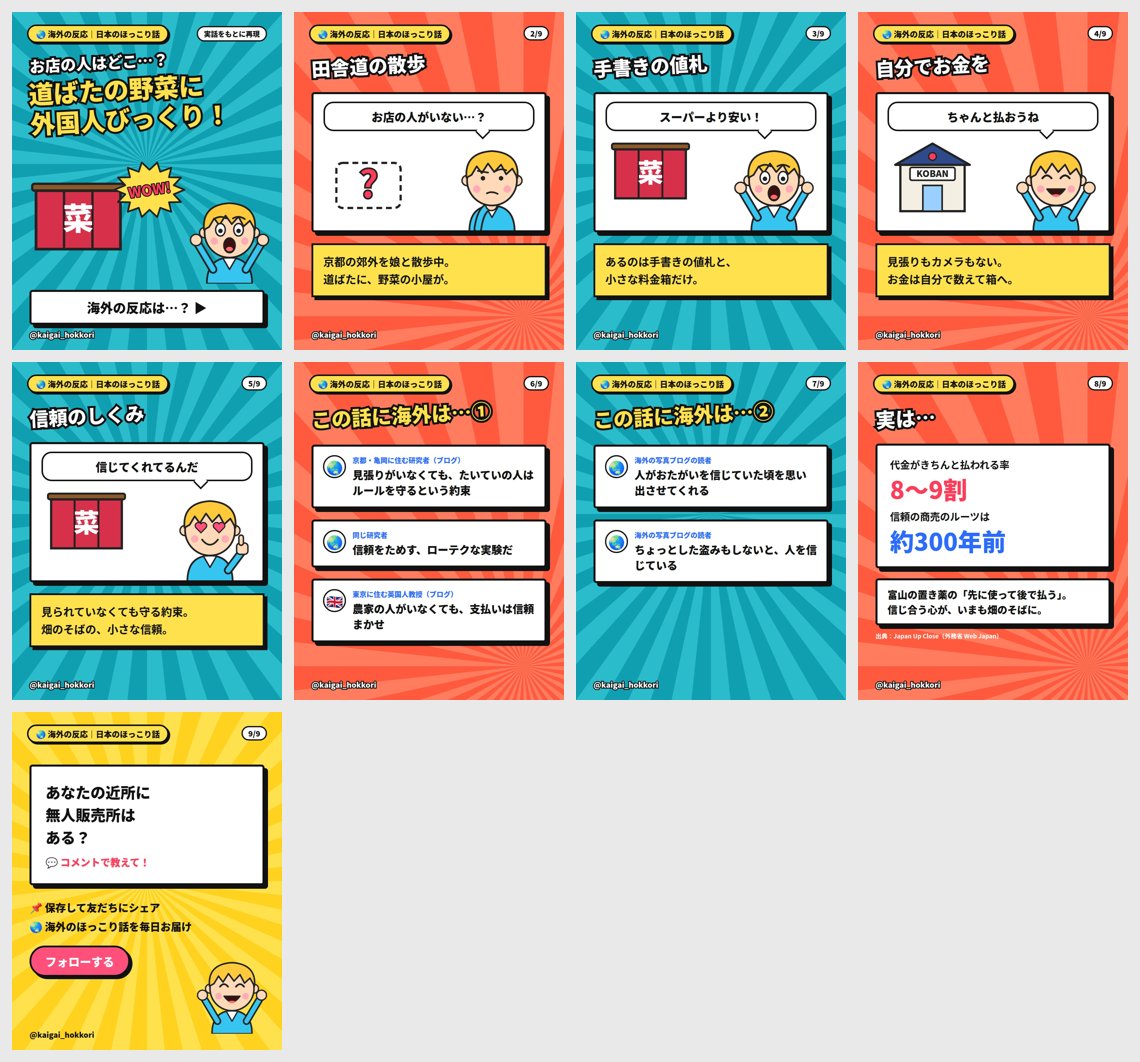 🌏 海外の反応｜日本のほっこり話
実話をもとに再現
お店の人はどこ…？
道ばたの野菜に
外国人びっくり！
WOW!
菜
海外の反応は…？ ▶
@kaigai_hokkori
🌏 海外の反応｜日本のほっこり話
2/9
田舎道の散歩
お店の人がいない…？
?
京都の郊外を娘と散歩中。
道ばたに、野菜の小屋が。
@kaigai_hokkori
🌏 海外の反応｜日本のほっこり話
3/9
手書きの値札
スーパーより安い！
菜
あるのは手書きの値札と、
小さな料金箱だけ。
@kaigai_hokkori
🌏 海外の反応｜日本のほっこり話
4/9
自分でお金を
ちゃんと払おうね
KOBAN
見張りもカメラもない。
お金は自分で数えて箱へ。
@kaigai_hokkori
🌏 海外の反応｜日本のほっこり話
5/9
信頼のしくみ
信じてくれてるんだ
菜
見られていなくても守る約束。
畑のそばの、小さな信頼。
@kaigai_hokkori
🌏 海外の反応｜日本のほっこり話
6/9
この話に海外は…①
京都・亀岡に住む研究者（ブログ）
見張りがいなくても、たいていの人は
ルールを守るという約束
同じ研究者
信頼をためす、ローテクな実験だ
東京に住む英国人教授（ブログ）
農家の人がいなくても、支払いは信頼
まかせ
@kaigai_hokkori
🌏 海外の反応｜日本のほっこり話
7/9
この話に海外は…②
海外の写真ブログの読者
人がおたがいを信じていた頃を思い
出させてくれる
海外の写真ブログの読者
ちょっとした盗みもしないと、人を信
じている
@kaigai_hokkori
🌏 海外の反応｜日本のほっこり話
8/9
実は…
代金がきちんと払われる率
8〜9割
信頼の商売のルーツは
約300年前
富山の置き薬の「先に使って後で払う」。
信じ合う心が、いまも畑のそばに。
出典：Japan Up Close（外務省 Web Japan）
@kaigai_hokkori
🌏 海外の反応｜日本のほっこり話
9/9
あなたの近所に
無人販売所は
ある？
💬 コメントで教えて！
📌 保存して友だちにシェア
🌏 海外のほっこり話を毎日お届け
フォローする
@kaigai_hokkori